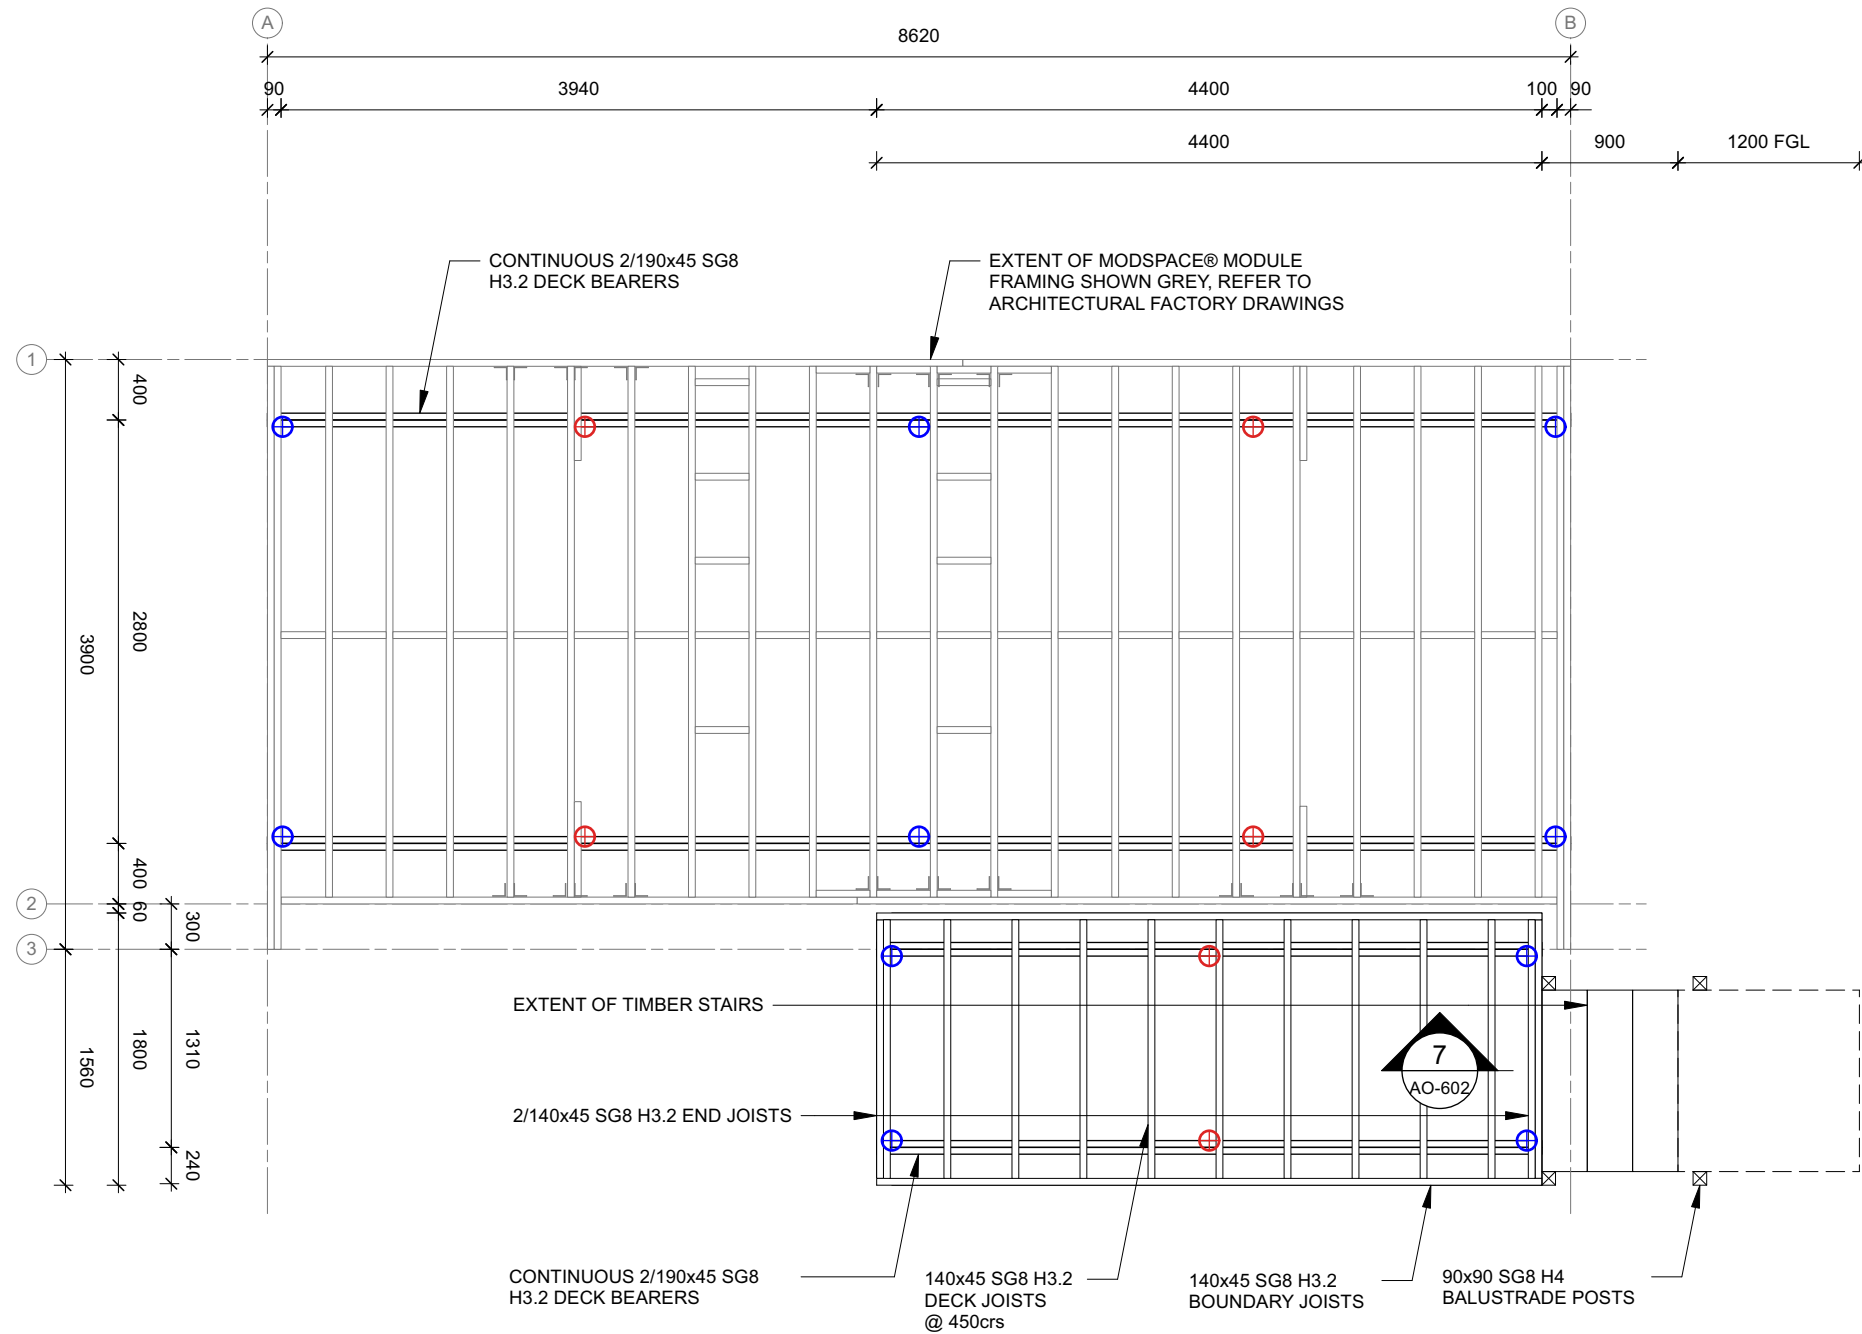 A
B
8620
90
3940
4400
100
90
4400
900
1200 FGL
CONTINUOUS 2/190x45 SG8
H3.2 DECK BEARERS
EXTENT OF MODSPACE® MODULE
FRAMING SHOWN GREY, REFER TO
ARCHITECTURAL FACTORY DRAWINGS
1
400
2800
3900
400
2
60
300
3
EXTENT OF TIMBER STAIRS
1310
1800
1560
7
AO-602
2/140x45 SG8 H3.2 END JOISTS
240
CONTINUOUS 2/190x45 SG8
H3.2 DECK BEARERS
140x45 SG8 H3.2
DECK JOISTS
@ 450crs
140x45 SG8 H3.2
BOUNDARY JOISTS
90x90 SG8 H4
BALUSTRADE POSTS